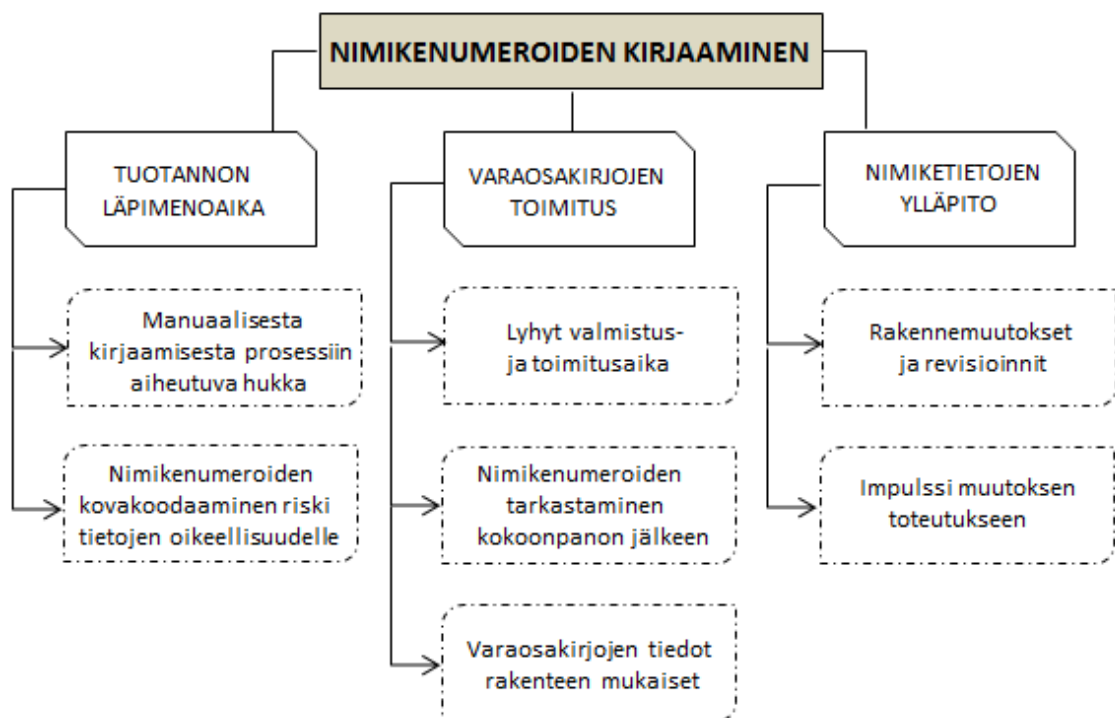 NIMIKENUMEROIDEN KIRJAAMINEN
TUOTANNON
LÄPIMENOAIKA
Manuaalisesta
kirjaamisesta prosessiin
aiheutuva hukka
Nimikenumeroiden
kovakoodaaminen riski
tietojen oikeellisuudelle
VARAOSAKIRJOJEN
TOIMITUS
Lyhyt valmistus-
ja toimitusaika
Nimikenumeroiden
tarkastaminen
kokoonpanon jälkeen
Varaosakirjojen tiedot
rakenteen mukaiset
NIMIKETIETOJEN
YLLÄPITO
Rakennemuutokset
ja revisioinnit
Impulssi muutoksen
toteutukseen